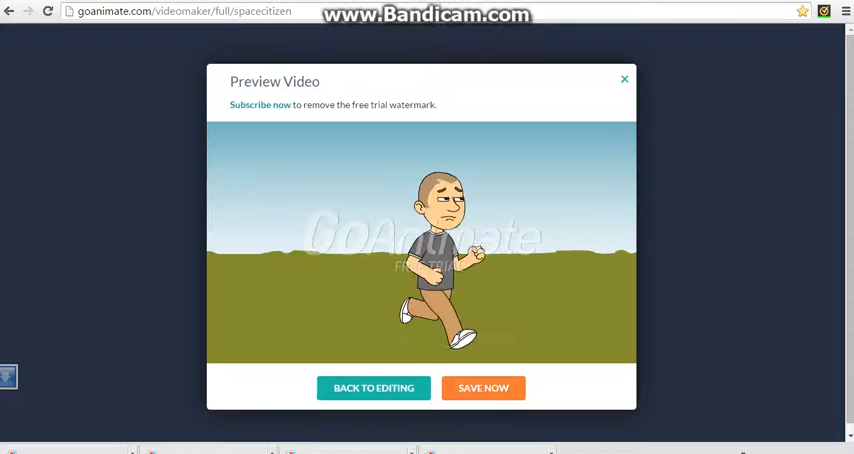 goanimate.com/videomaker/full/spacecitizen
www.Bandicam.com
Preview Video
Subscribe now to remove the free trial watermark.
GoAnimate
FREE TRIAL
BACK TO EDITING
SAVE NOW